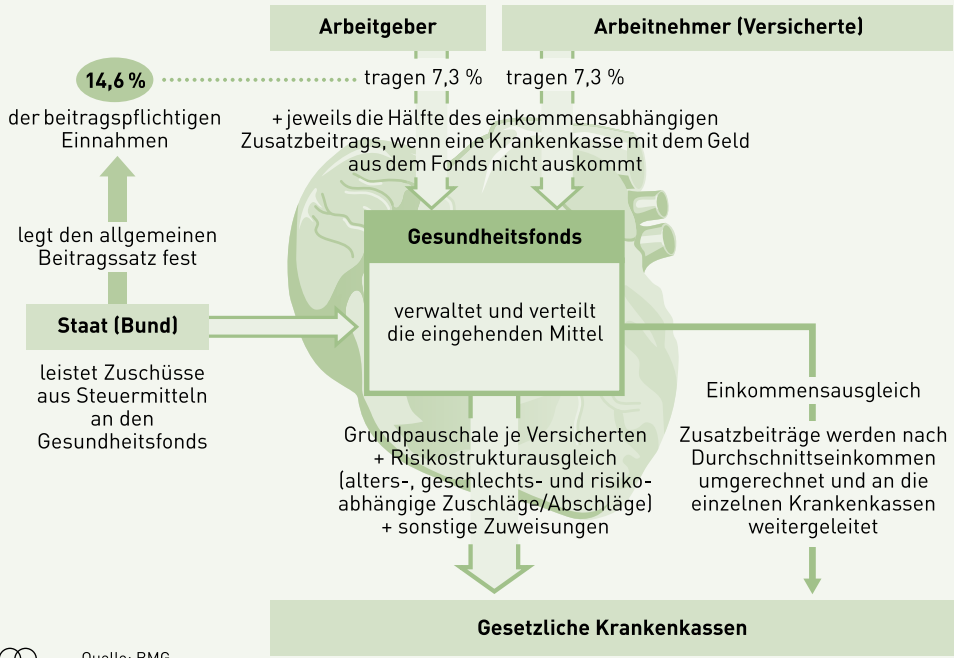 Arbeitgeber
Arbeitnehmer (Versicherte)
14,6 %
tragen 7,3 %
tragen 7,3 %
der beitragspflichtigen
Einnahmen
+ jeweils die Hälfte des einkommensabhängigen
Zusatzbeitrags, wenn eine Krankenkasse mit dem Geld
aus dem Fonds nicht auskommt
legt den allgemeinen
Beitragssatz fest
Gesundheitsfonds
verwaltet und verteilt
die eingehenden Mittel
Staat (Bund)
leistet Zuschüsse
aus Steuermitteln
an den
Gesundheitsfonds
Einkommensausgleich
Grundpauschale je Versicherten
+ Risikostrukturausgleich
(alters-, geschlechts- und risiko-
abhängige Zuschläge/Abschläge)
+ sonstige Zuweisungen
Zusatzbeiträge werden nach
Durchschnittseinkommen
umgerechnet und an die
einzelnen Krankenkassen
weitergeleitet
Gesetzliche Krankenkassen
Quelle: BMG